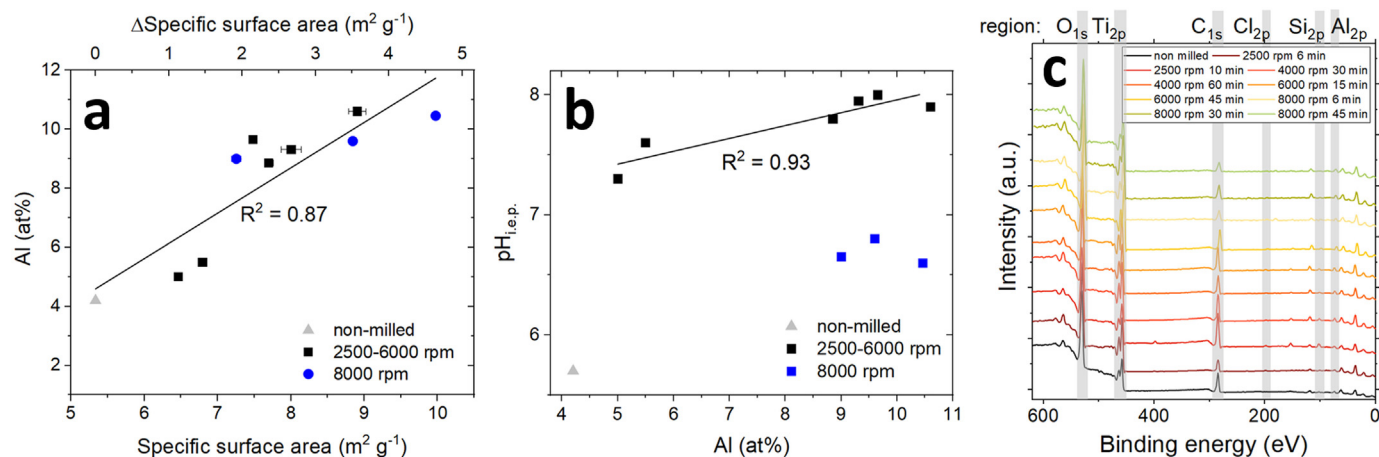 ΔSpecific surface area (m² g⁻¹)
0 1 2 3 4 5
a
Al (at%)
12
10
8
6
4
2
R² = 0.87
non-milled
2500-6000 rpm
8000 rpm
5 6 7 8 9 10
Specific surface area (m² g⁻¹)
b
pHi.e.p.
8
7
6
R² = 0.93
non-milled
2500-6000 rpm
8000 rpm
4 5 6 7 8 9 10 11
Al (at%)
region: O1s Ti2p C1s Cl2p Si2p Al2p
c
non milled 2500 rpm 6 min
2500 rpm 10 min 4000 rpm 30 min
4000 rpm 60 min 6000 rpm 15 min
6000 rpm 45 min 8000 rpm 6 min
8000 rpm 30 min 8000 rpm 45 min
Intensity (a.u.)
600 400 200 0
Binding energy (eV)